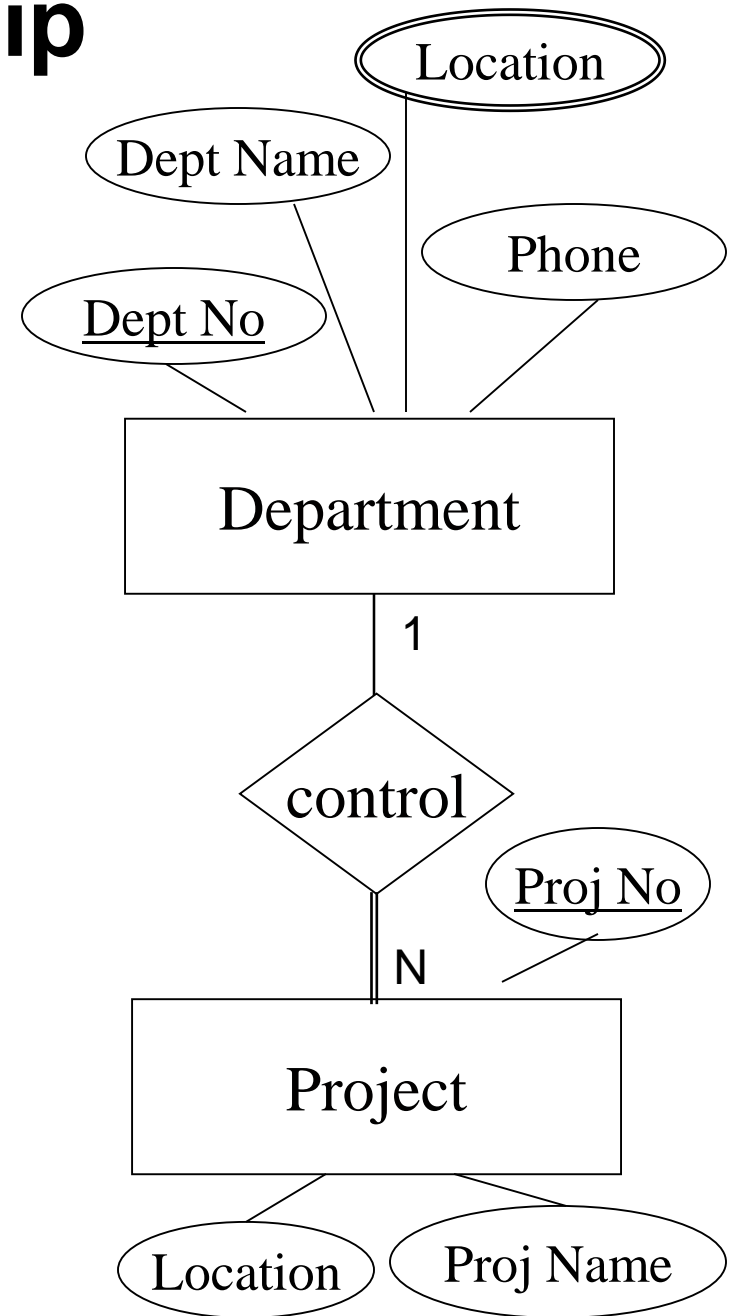 ip
Location
Dept Name
Phone
Dept No
Department
1
control
Proj No
N
Project
Location
Proj Name